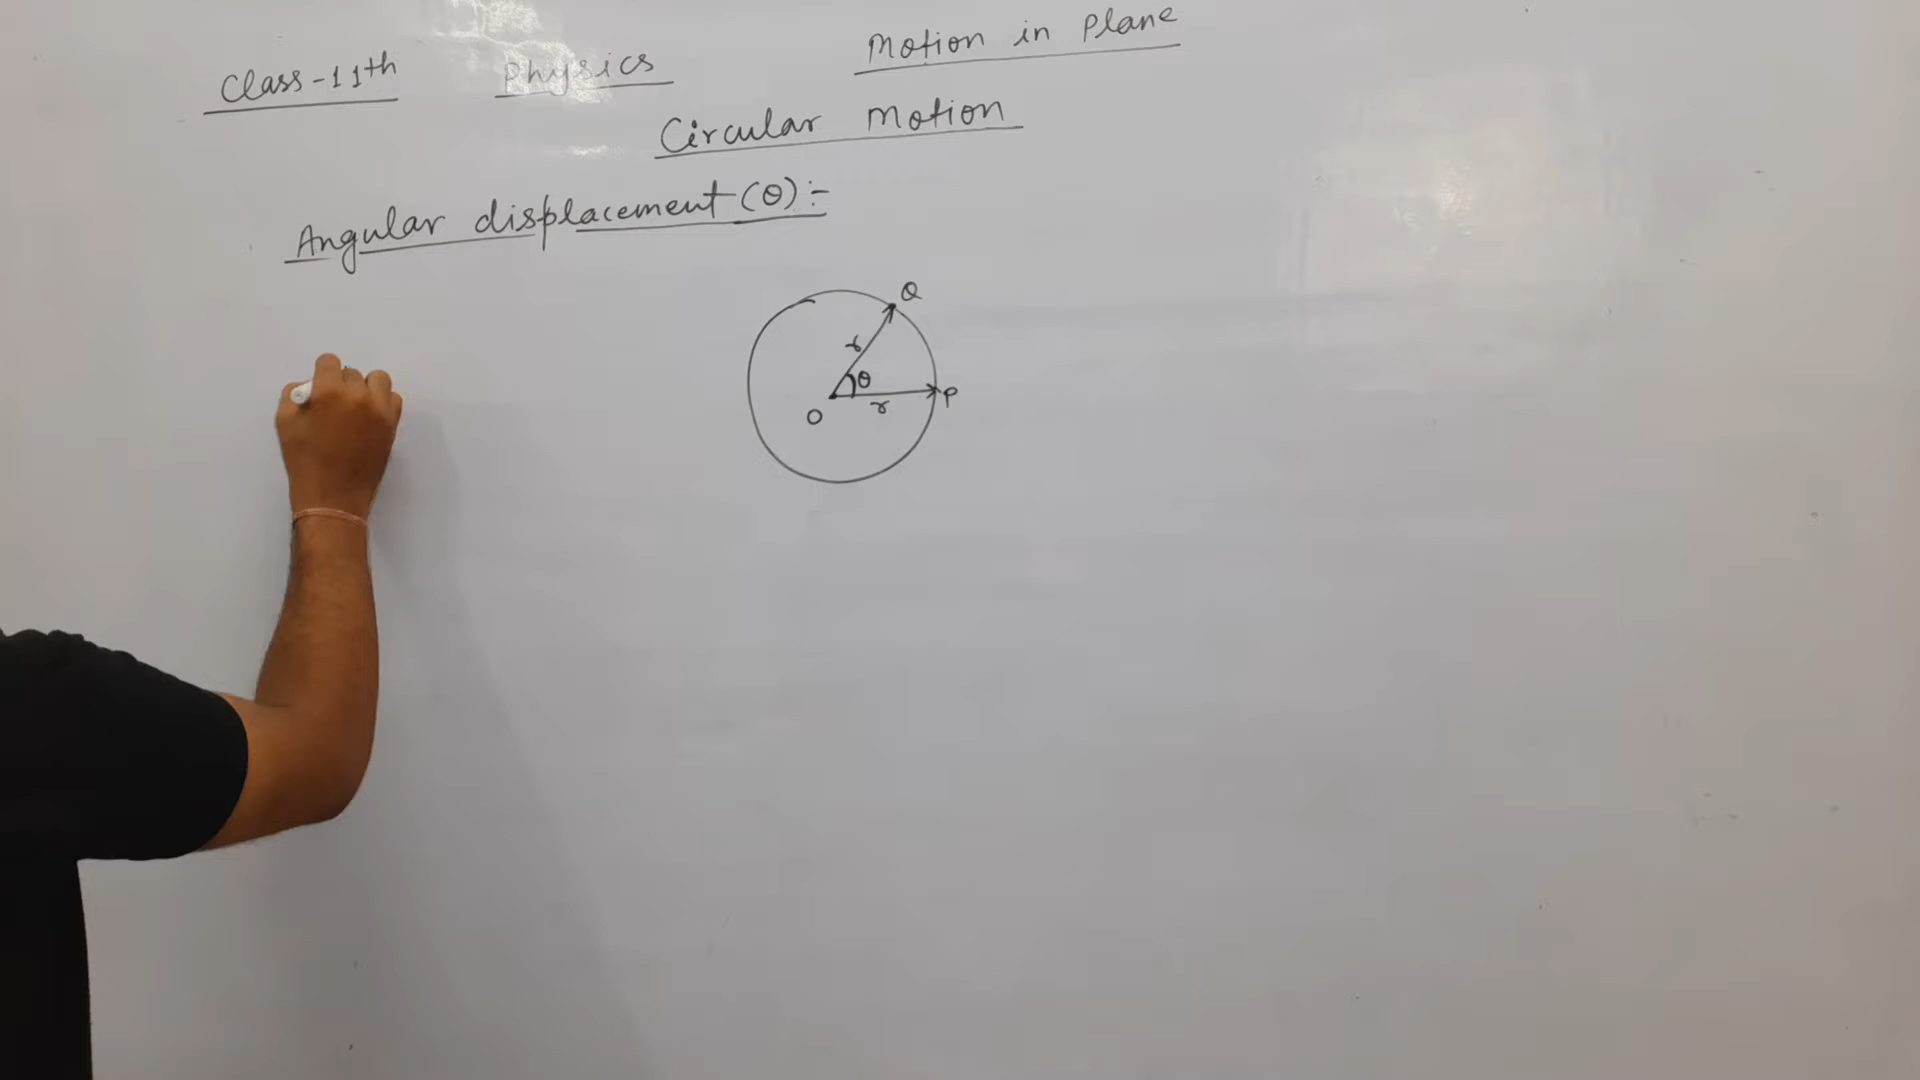 Class-11th Physics Motion in Plane
Circular Motion
Angular displacement (θ):-
Q
r
θ
P
r
O